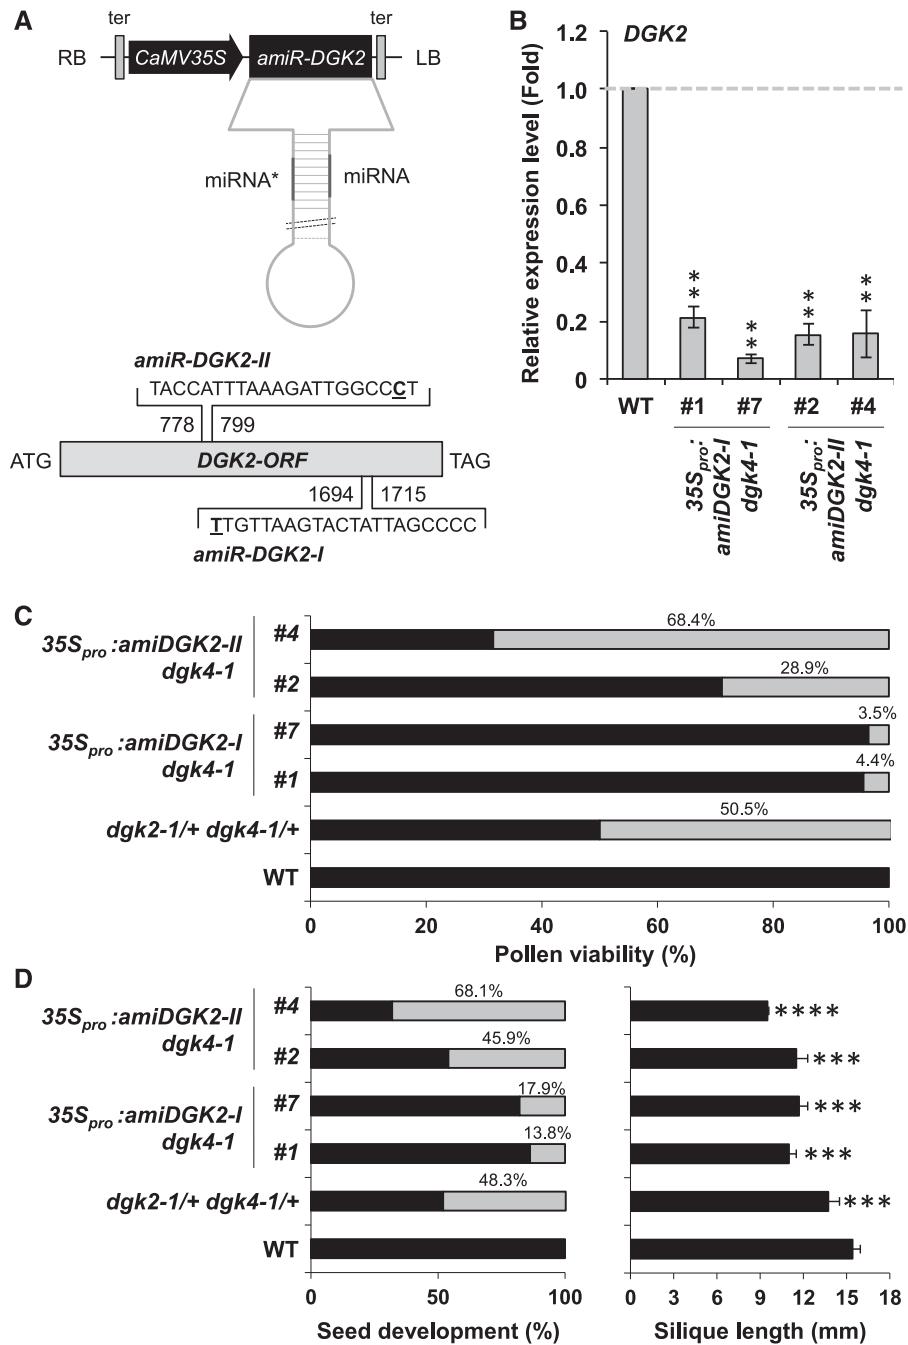 A
ter
ter
RB
CaMV35S
amiR-DGK2
LB
miRNA*
miRNA
amiR-DGK2-II
TACCATTTAAAGATTGGCCCT
778
799
ATG
DGK2-ORF
TAG
1694
1715
TTGTTAAGTACTATTAGCCCC
amiR-DGK2-I
B
DGK2
Relative expression level (Fold)
1.2
1.0
0.8
0.6
0.4
0.2
0
**
**
**
**
WT
#1
#7
#2
#4
35Spro:
amiDGK2-I
dgk4-1
35Spro:
amiDGK2-II
dgk4-1
C
35Spro:amiDGK2-II
dgk4-1
#4
68.4%
#2
28.9%
35Spro:amiDGK2-I
dgk4-1
#7
3.5%
#1
4.4%
dgk2-1/+ dgk4-1/+
50.5%
WT
0 20 40 60 80 100
Pollen viability (%)
D
35Spro:amiDGK2-II
dgk4-1
#4
68.1%
****
#2
45.9%
***
35Spro:amiDGK2-I
dgk4-1
#7
17.9%
***
#1
13.8%
***
dgk2-1/+ dgk4-1/+
48.3%
***
WT
0 50 100
Seed development (%)
0 3 6 9 12 15 18
Silique length (mm)